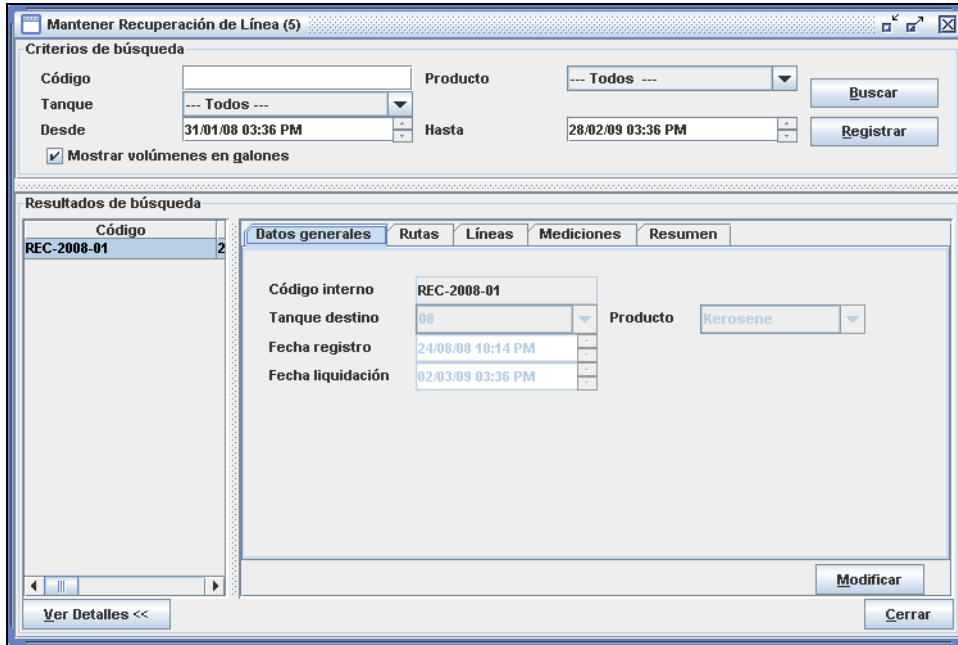 Mantener Recuperación de Línea (5)
Criterios de búsqueda
Código Producto --- Todos ---
Buscar
Tanque --- Todos ---
Desde 31/01/08 03:36 PM Hasta 28/02/09 03:36 PM
Registrar
Mostrar volúmenes en galones
Resultados de búsqueda
Código
REC-2008-01 2
Datos generales Rutas Líneas Mediciones Resumen
Código interno REC-2008-01
Tanque destino 08 Producto Kerosene
Fecha registro 24/08/08 10:14 PM
Fecha liquidación 02/03/09 03:36 PM
Modificar
Ver Detalles << Cerrar